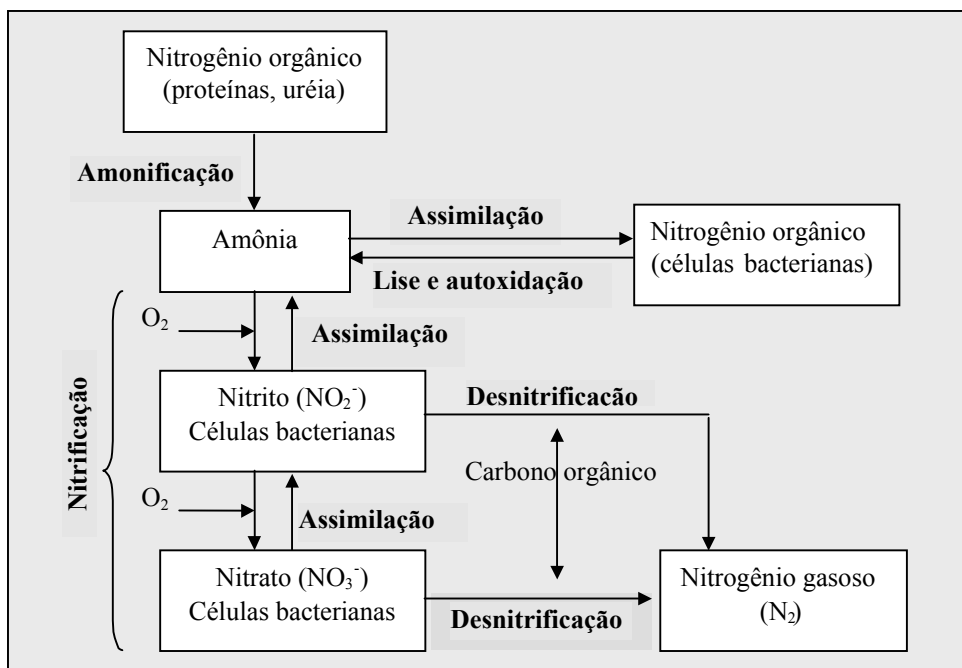 Nitrogênio orgânico
(proteínas, uréia)
Amonificação
Amônia
Assimilação
Lise e autoxidação
Nitrogênio orgânico
(células bacterianas)
O₂
Assimilação
Nitrificação
Nitrito (NO₂⁻)
Células bacterianas
Desnitrificacão
Carbono orgânico
O₂
Assimilação
Nitrato (NO₃⁻)
Células bacterianas
Desnitrificação
Nitrogênio gasoso
(N₂)